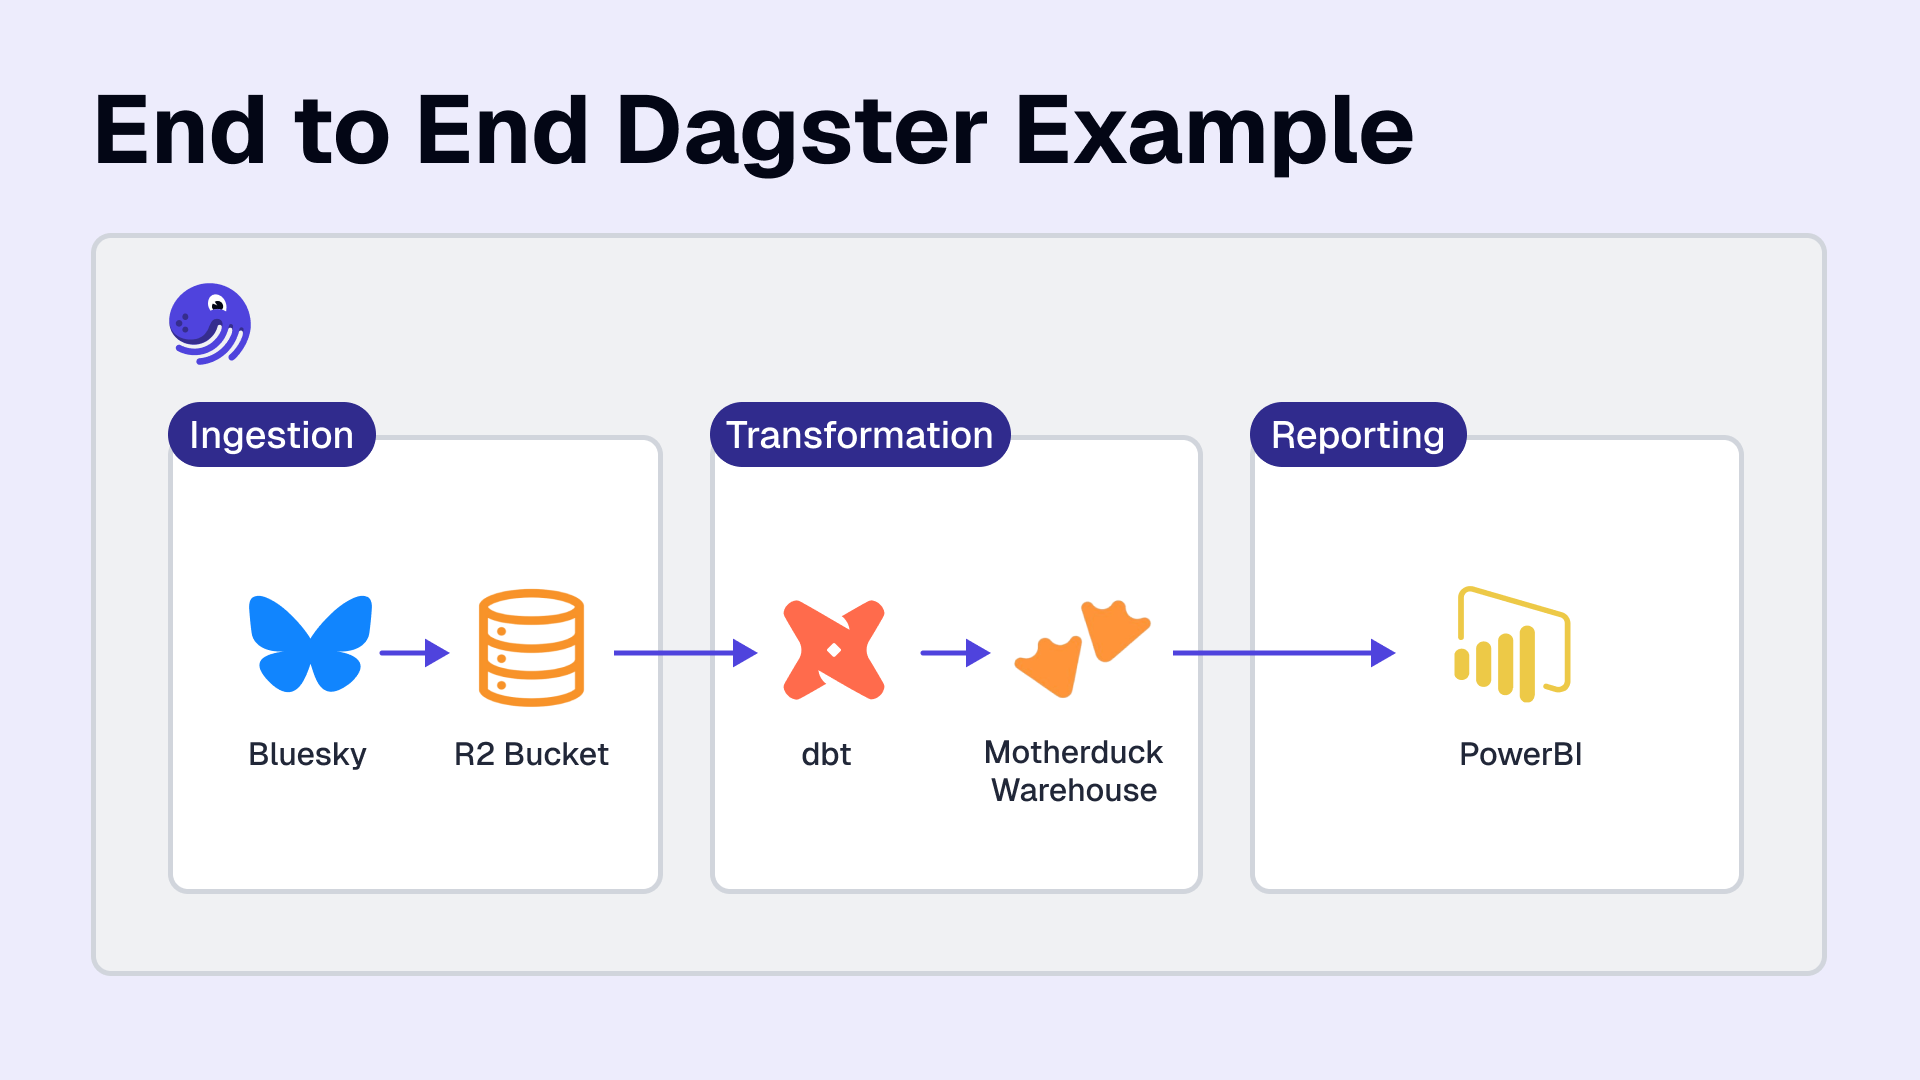 End to End Dagster Example
Ingestion
Transformation
Reporting
Bluesky
R2 Bucket
dbt
Motherduck
Warehouse
PowerBI